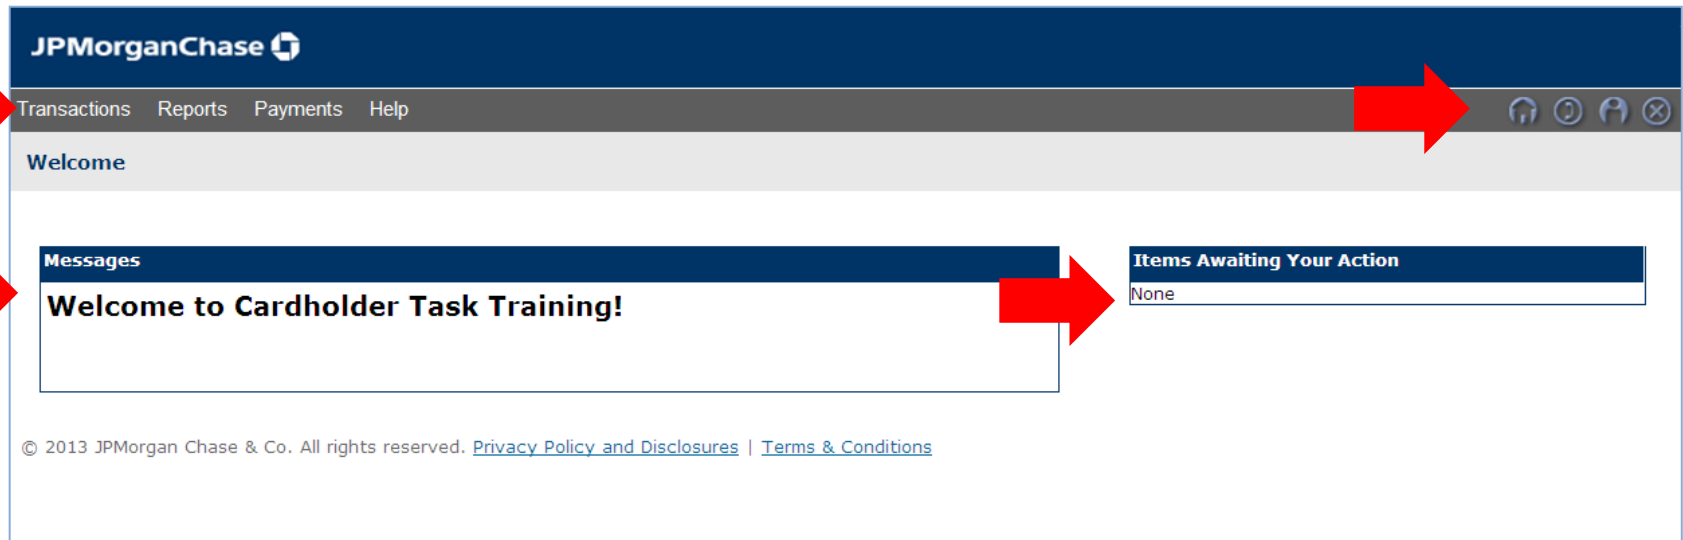 JPMorganChase
Transactions Reports Payments Help
Welcome
Messages
Welcome to Cardholder Task Training!
Items Awaiting Your Action
None
© 2013 JPMorgan Chase & Co. All rights reserved. Privacy Policy and Disclosures | Terms & Conditions